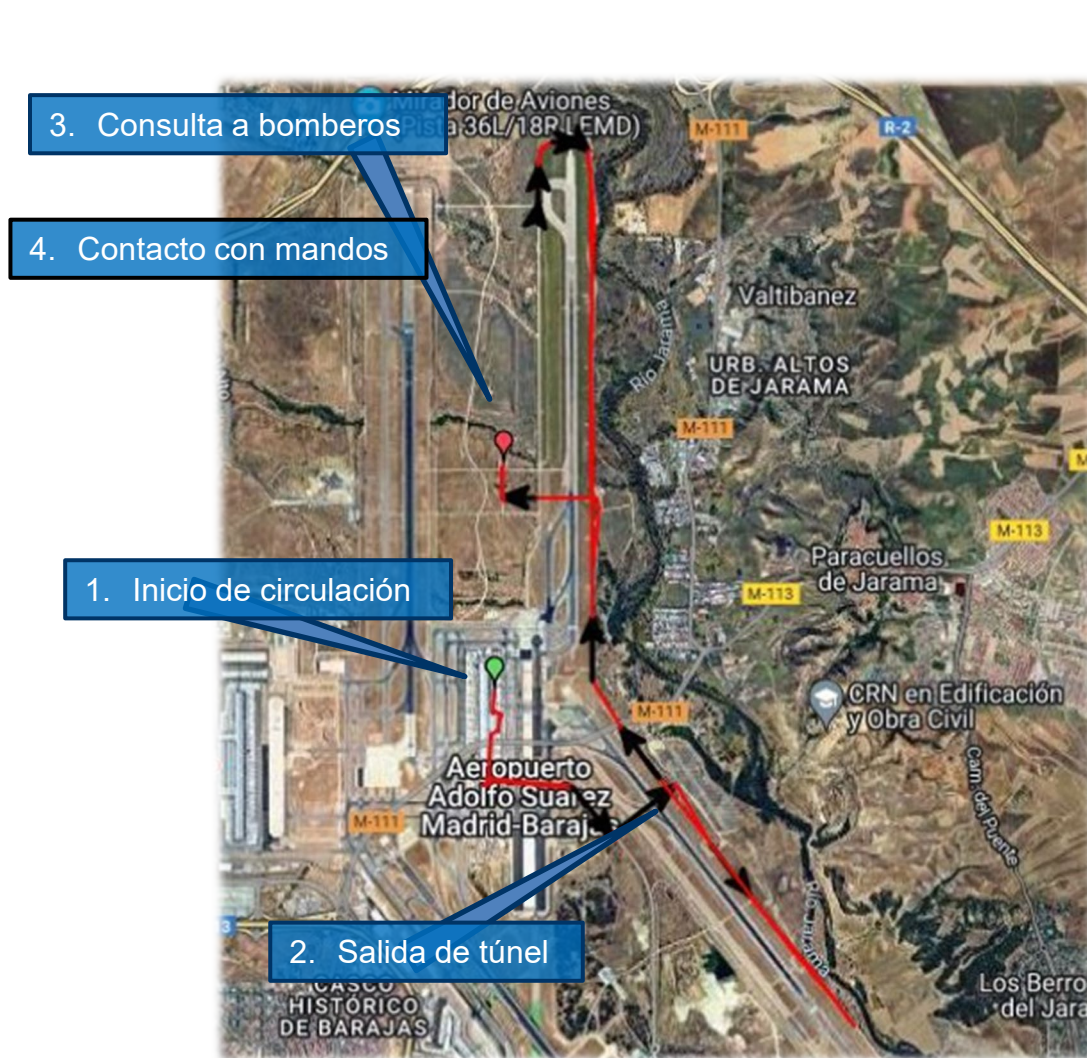 Mirador de Aviones
Pista 36L/18R LEMD)
3. Consulta a bomberos
M-111
R-2
4. Contacto con mandos
Valtibanez
Río Jarama
URB. ALTOS
DE JARAMA
M-111
M-113
Paracuellos
de Jarama
M-113
1. Inicio de circulación
M-111
CRN en Edificación
y Obra Civil
Aeropuerto
Adolfo Suárez
Madrid-Barajas
M-111
Cam. del Puente
Río Jarama
2. Salida de túnel
CASCO
HISTÓRICO
DE BARAJAS
Los Berro
del Jara